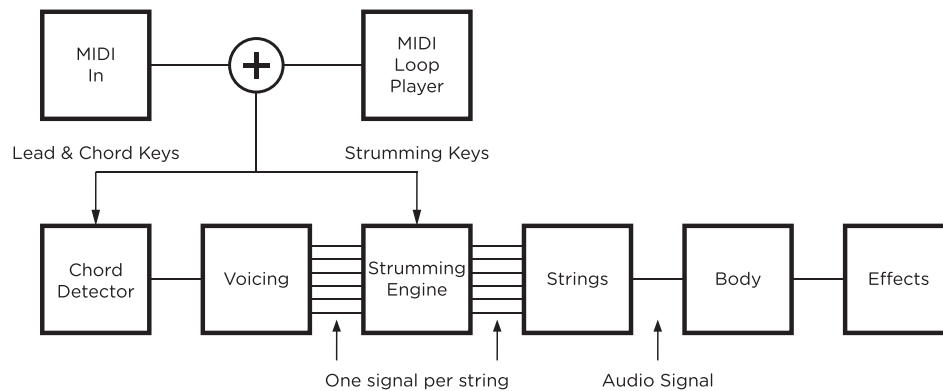 MIDI
In
+
MIDI
Loop
Player
Lead & Chord Keys
Strumming Keys
Chord
Detector
Voicing
Strumming
Engine
Strings
Body
Effects
One signal per string
Audio Signal